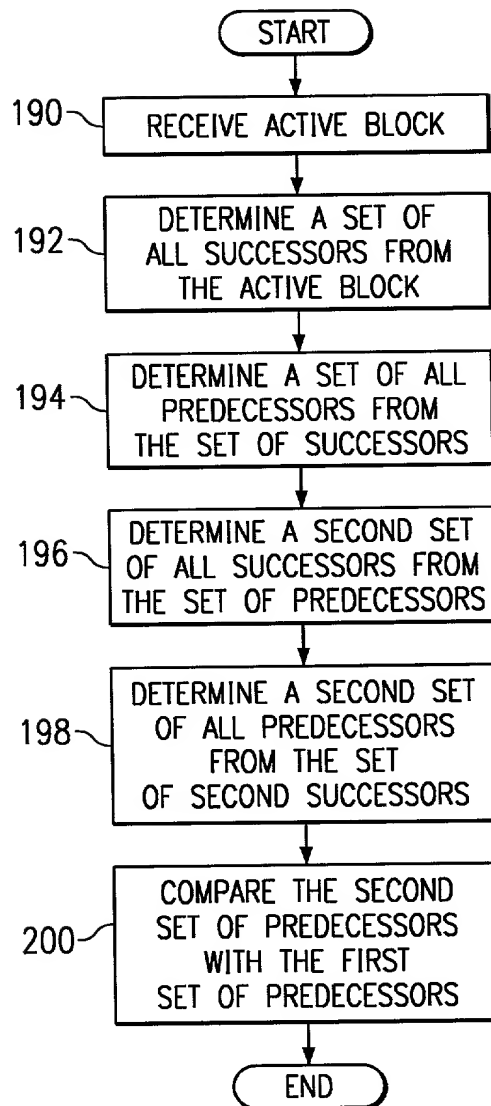 START
190
RECEIVE ACTIVE BLOCK
192
DETERMINE A SET OF
ALL SUCCESSORS FROM
THE ACTIVE BLOCK
194
DETERMINE A SET OF ALL
PREDECESSORS FROM
THE SET OF SUCCESSORS
196
DETERMINE A SECOND SET
OF ALL SUCCESSORS FROM
THE SET OF PREDECESSORS
198
DETERMINE A SECOND SET
OF ALL PREDECESSORS
FROM THE SET
OF SECOND SUCCESSORS
200
COMPARE THE SECOND
SET OF PREDECESSORS
WITH THE FIRST
SET OF PREDECESSORS
END